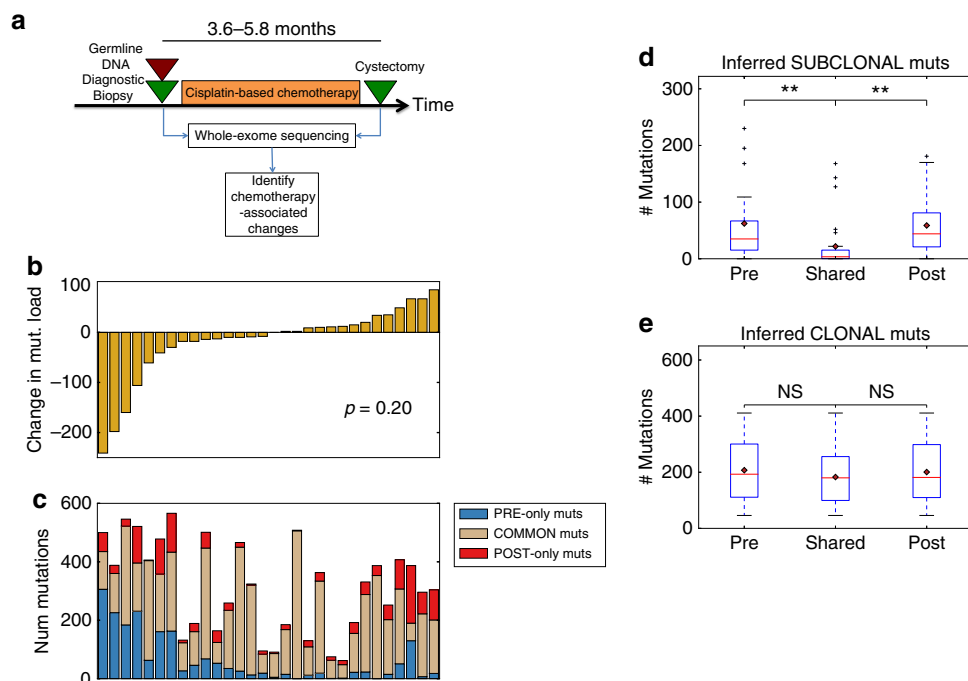 a
3.6–5.8 months
Germline
DNA
Diagnostic
Biopsy
Cisplatin-based chemotherapy
Cystectomy
Time
Whole-exome sequencing
Identify
chemotherapy
-associated
changes
b
Change in mut. load
100
0
−100
−200
p = 0.20
c
Num mutations
600
400
200
0
PRE-only muts
COMMON muts
POST-only muts
d
Inferred SUBCLONAL muts
# Mutations
300
200
100
0
** **
Pre Shared Post
e
Inferred CLONAL muts
# Mutations
600
400
200
0
NS NS
Pre Shared Post